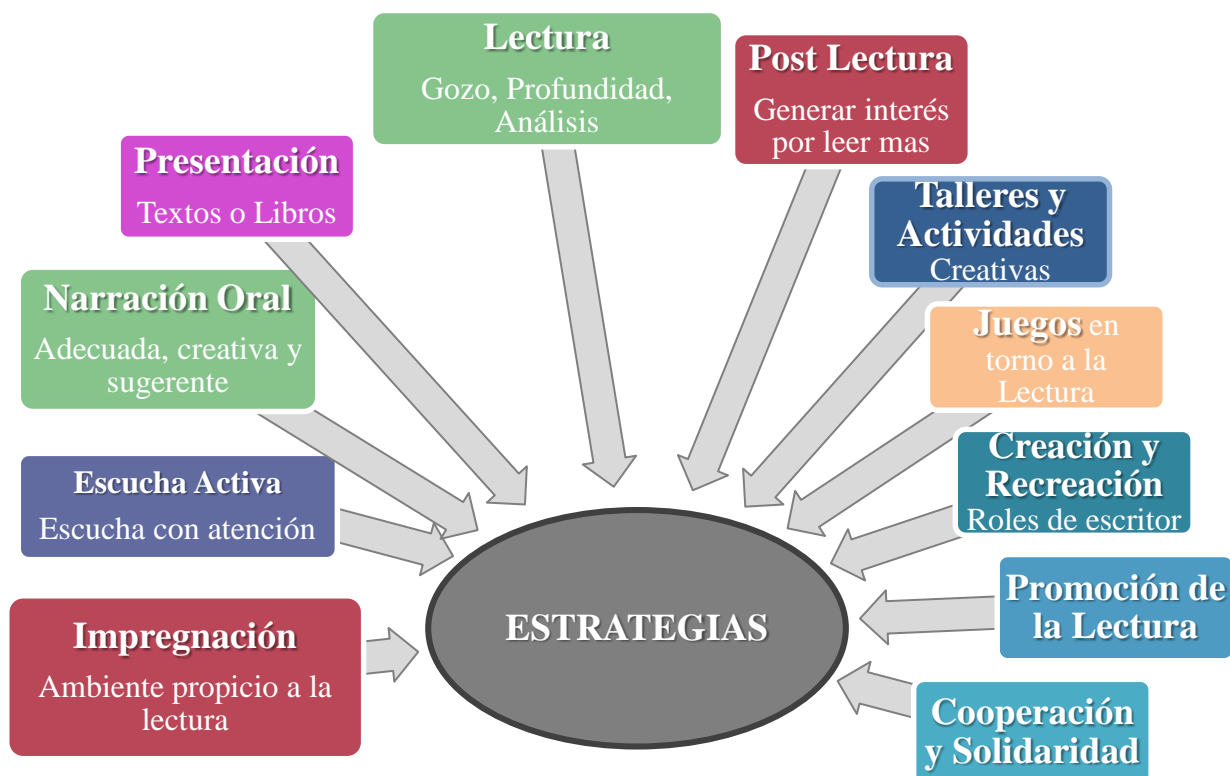 Lectura
Gozo, Profundidad,
Análisis
Post Lectura
Generar interés
por leer mas
Presentación
Textos o Libros
Talleres y
Actividades
Creativas
Narración Oral
Adecuada, creativa y
sugerente
Juegos en
torno a la
Lectura
Escucha Activa
Escucha con atención
Creación y
Recreación
Roles de escritor
Impregnación
Ambiente propicio a la
lectura
ESTRATEGIAS
Promoción de
la Lectura
Cooperación
y Solidaridad